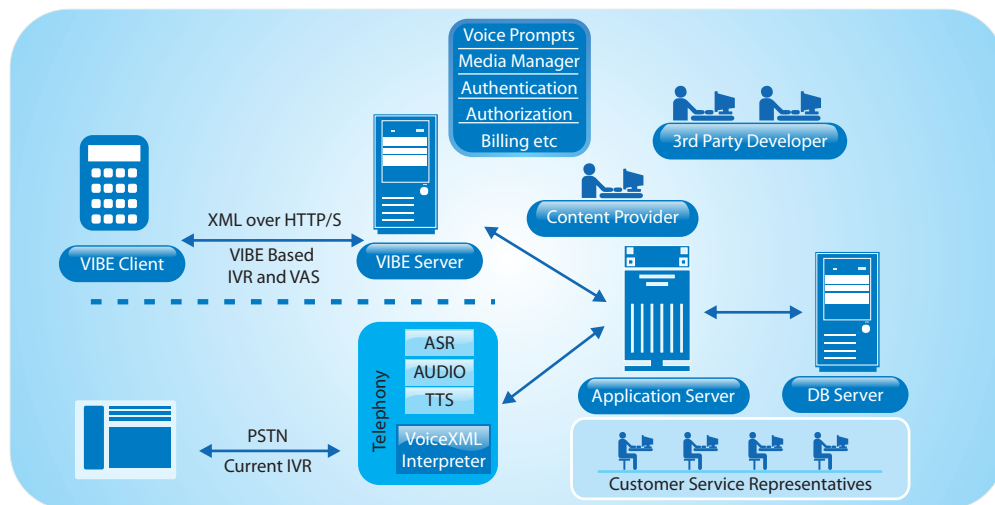 Voice Prompts
Media Manager
Authentication
Authorization
Billing etc
3rd Party Developer
Content Provider
XML over HTTP/S
VIBE Client
VIBE Based
IVR and VAS
VIBE Server
ASR
AUDIO
TTS
Telephony
VoiceXML
Interpreter
PSTN
Current IVR
Application Server
DB Server
Customer Service Representatives